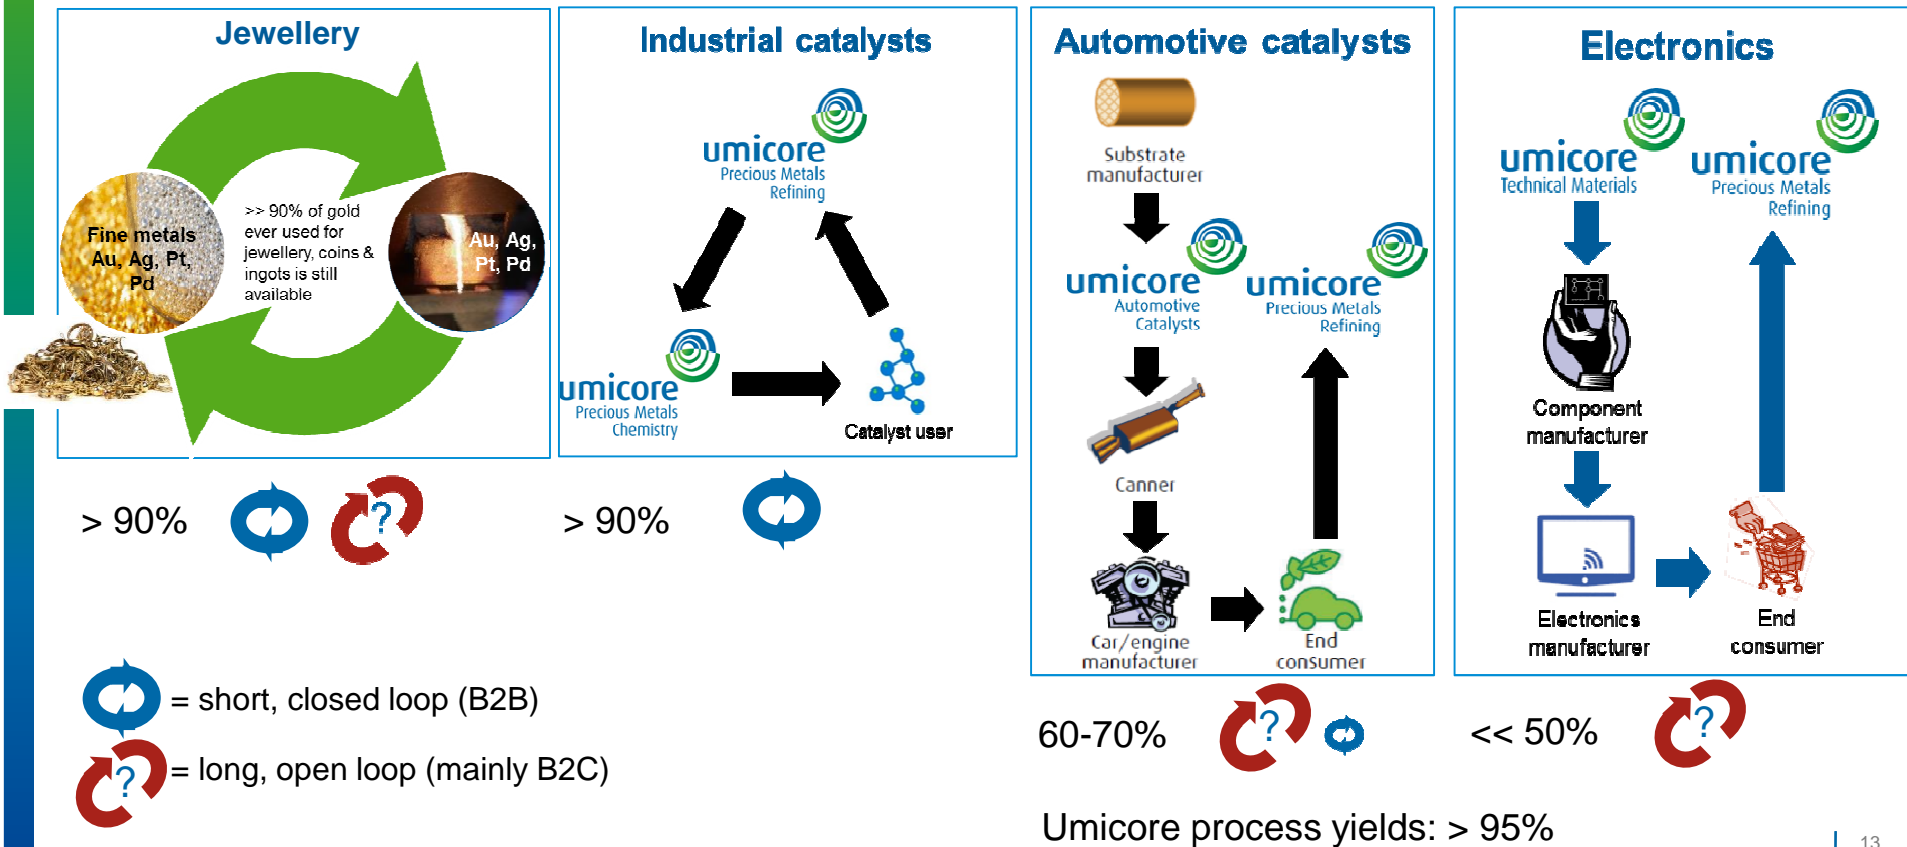 Jewellery
Fine metals
Au, Ag, Pt,
Pd
>> 90% of gold
ever used for
jewellery, coins &
ingots is still
available
Au, Ag,
Pt, Pd
> 90%
Industrial catalysts
umicore
Precious Metals
Refining
umicore
Precious Metals
Chemistry
Catalyst user
> 90%
Automotive catalysts
Substrate
manufacturer
umicore
Automotive
Catalysts
umicore
Precious Metals
Refining
Canner
Car/engine
manufacturer
End
consumer
60-70%
Electronics
umicore
Technical Materials
umicore
Precious Metals
Refining
Component
manufacturer
Electronics
manufacturer
End
consumer
<< 50%
?
?
?
= short, closed loop (B2B)
?
= long, open loop (mainly B2C)
Umicore process yields: > 95%
13